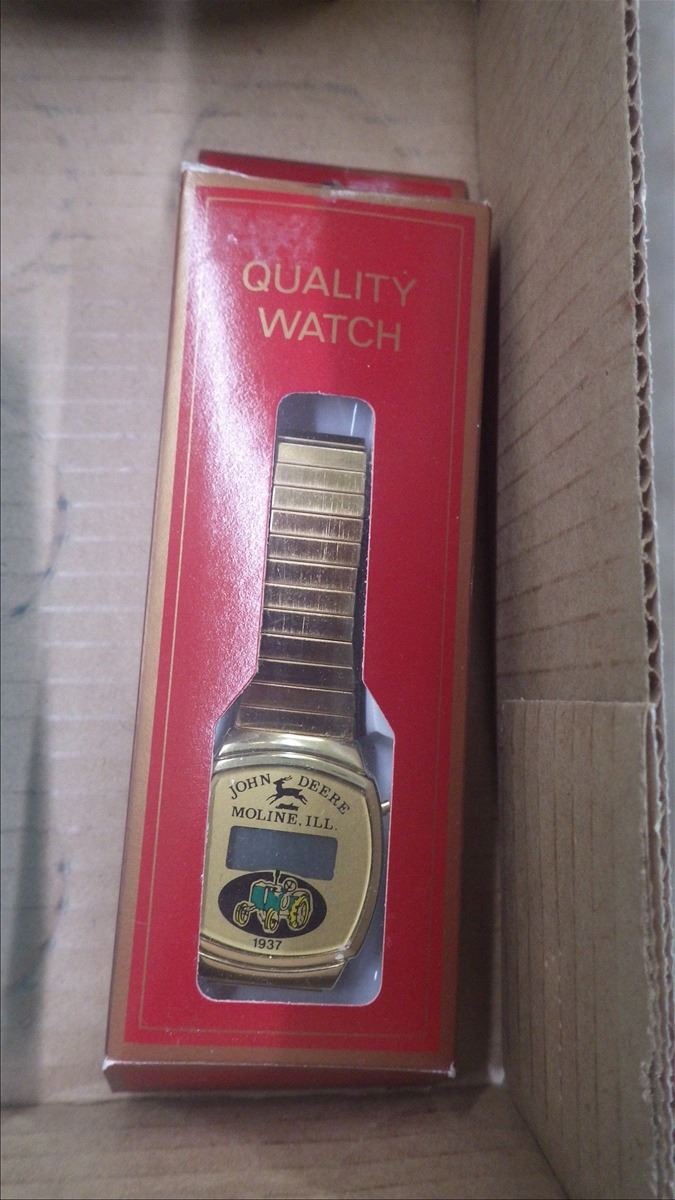 QUALITY
WATCH
JOHN DEERE
MOLINE, ILL.
1937